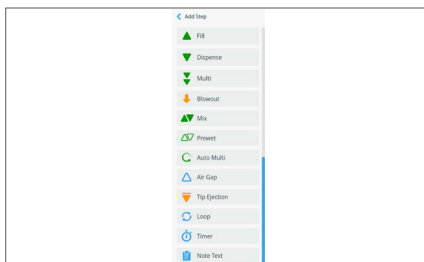 Add Step
Fill
Dispense
Multi
Blowout
Mix
Prewet
Auto Multi
Air Gap
Tip Ejection
Loop
Timer
Note Text